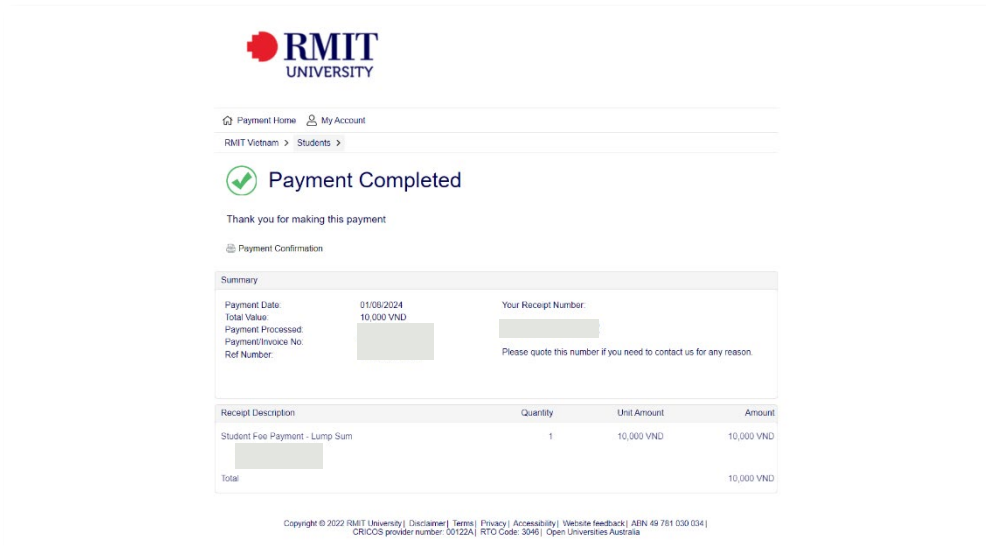 RMIT
UNIVERSITY
Payment Home My Account
RMIT Vietnam > Students >
Payment Completed
Thank you for making this payment
Payment Confirmation
Summary
Payment Date: 01/08/2024 Your Receipt Number:
Total Value: 10,000 VND
Payment Processed:
Payment/Invoice No:
Ref Number: Please quote this number if you need to contact us for any reason.
Receipt Description Quantity Unit Amount Amount
Student Fee Payment - Lump Sum 1 10,000 VND 10,000 VND
Total 10,000 VND
Copyright © 2022 RMIT University | Disclaimer | Terms | Privacy | Accessibility | Website feedback | ABN 49 781 030 034 |
CRICOS provider number: 00122A | RTO Code: 3046 | Open Universities Australia